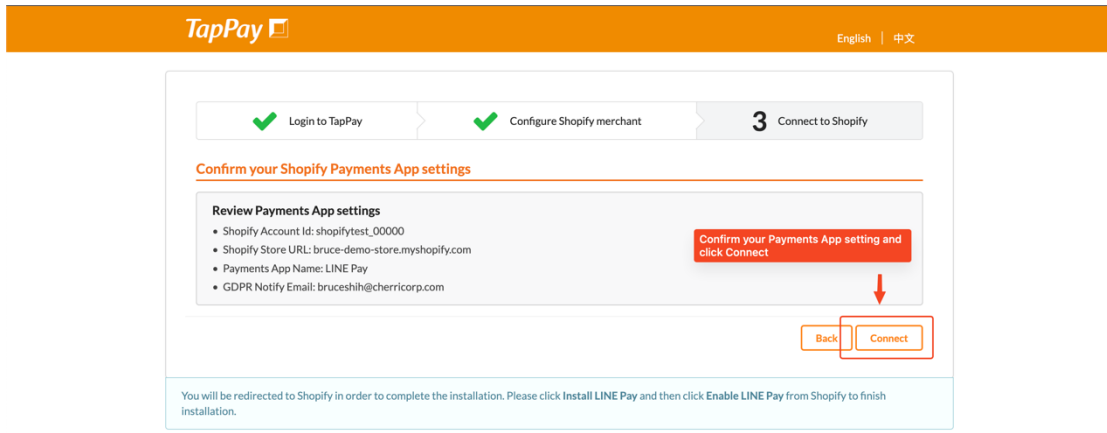 TapPay
English | 中文
Login to TapPay
Configure Shopify merchant
3 Connect to Shopify
Confirm your Shopify Payments App settings
Review Payments App settings
• Shopify Account Id: shopifytest_00000
• Shopify Store URL: bruce-demo-store.myshopify.com
• Payments App Name: LINE Pay
• GDPR Notify Email: bruceshih@cherricorp.com
Confirm your Payments App setting and
click Connect
Back
Connect
You will be redirected to Shopify in order to complete the installation. Please click Install LINE Pay and then click Enable LINE Pay from Shopify to finish
installation.